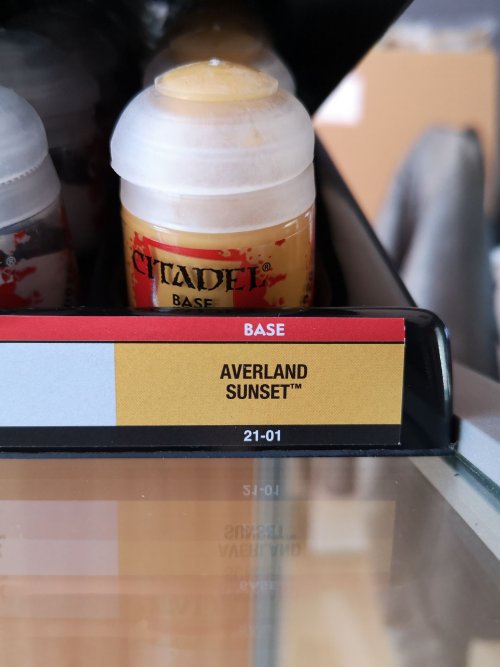 CITADEL®
BASE
BASE
AVERLAND
SUNSET™
21-01